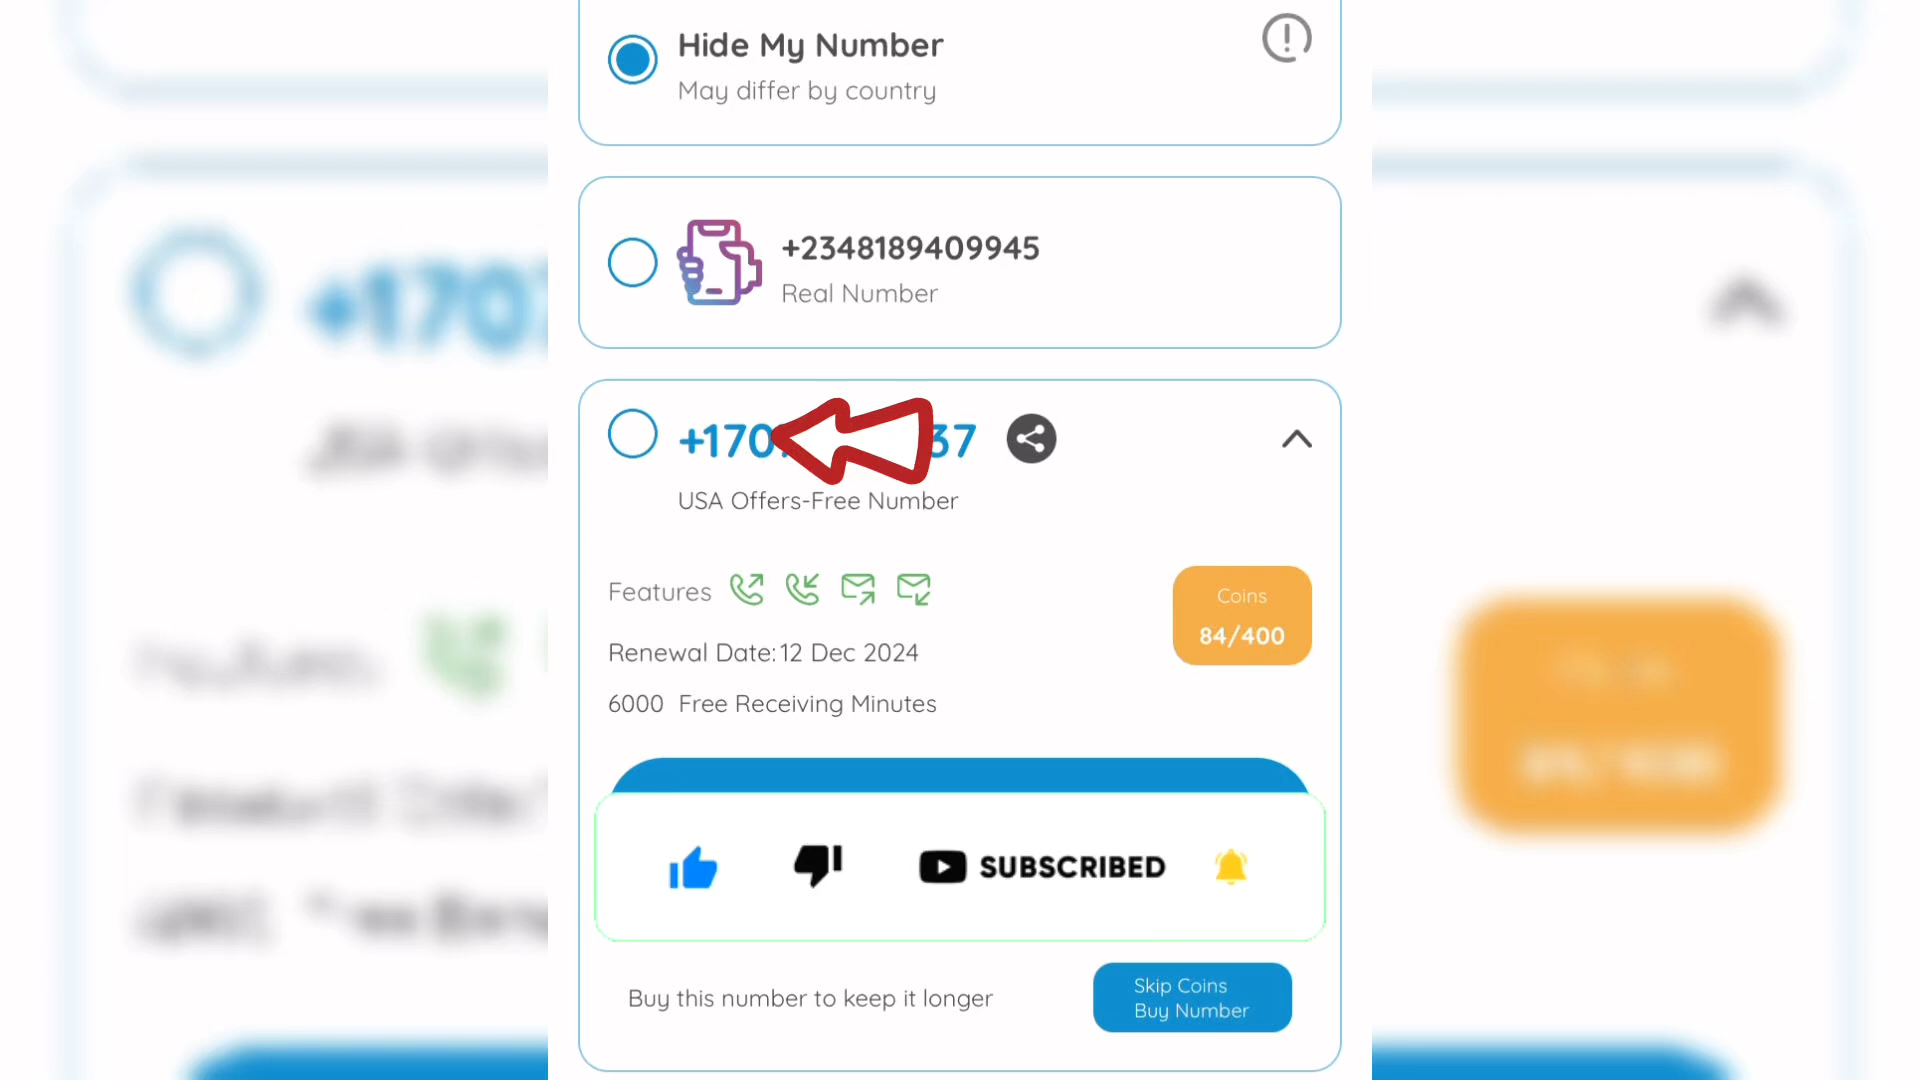 Hide My Number
May differ by country
+2348189409945
Real Number
+170 37
USA Offers-Free Number
Features
Coins
84/400
Renewal Date: 12 Dec 2024
6000 Free Receiving Minutes
SUBSCRIBED
Buy this number to keep it longer
Skip Coins
Buy Number